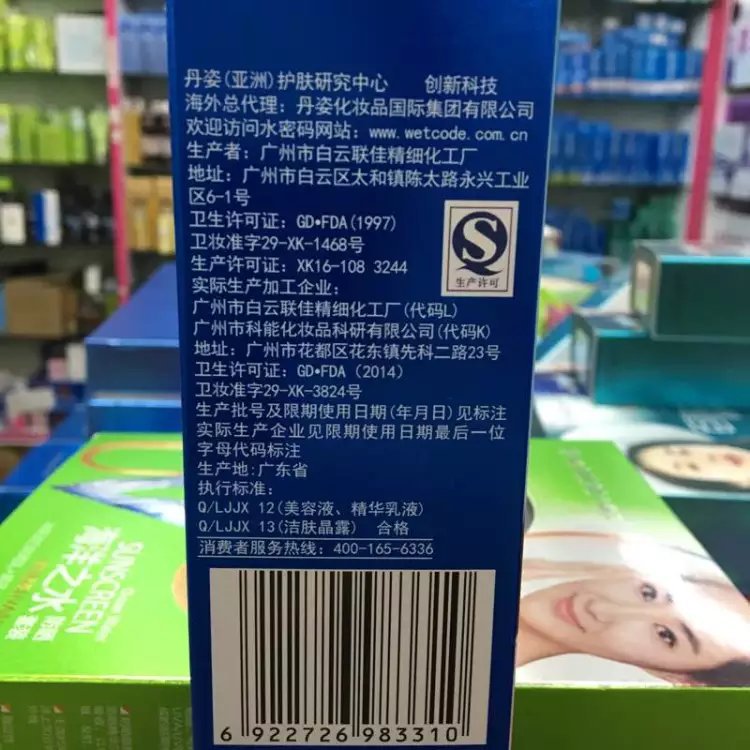 丹姿(亚洲)护肤研究中心 创新科技
海外总代理：丹姿化妆品国际集团有限公司
欢迎访问水密码网站：www.wetcode.com.cn
生产者：广州市白云联佳精细化工厂
地址：广州市白云区太和镇陈太路永兴工业
区6-1号
卫生许可证：GD•FDA(1997)
卫妆准字29-XK-1468号
生产许可证：XK16-108 3244
QS
生产许可
实际生产加工企业：
广州市白云联佳精细化工厂(代码L)
广州市科能化妆品科研有限公司(代码K)
地址：广州市花都区花东镇先科二路23号
卫生许可证：GD•FDA（2014）
卫妆准字29-XK-3824号
生产批号及限期使用日期(年月日)见标注
实际生产企业见限期使用日期最后一位
字母代码标注
生产地：广东省
执行标准：
Q/LJJX 12(美容液、精华乳液)
Q/LJJX 13(洁肤晶露) 合格
消费者服务热线：400-165-6336
6 922726 983310
SUNSCREEN
海洋之水